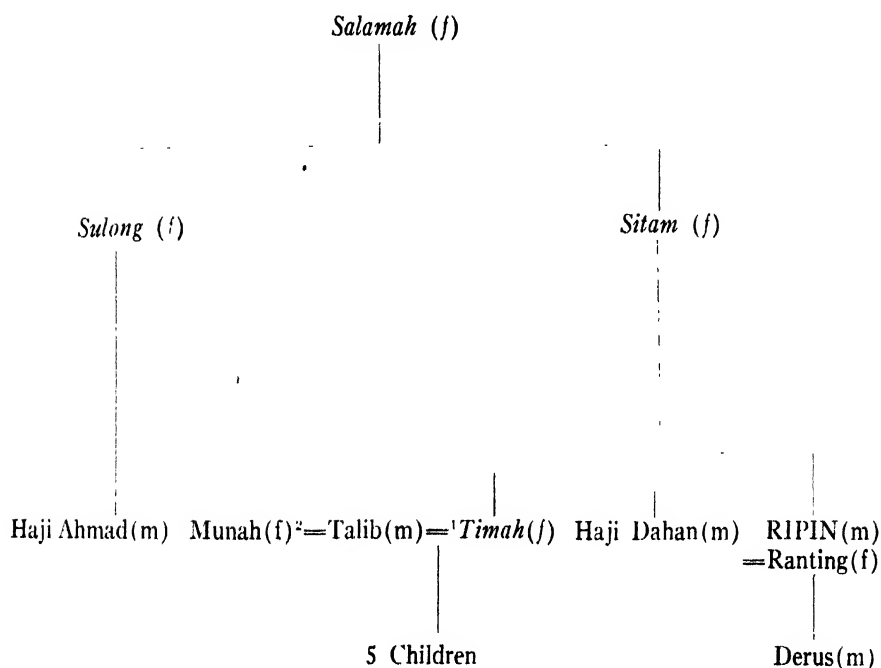 Salamah (f)
Sulong (f)
Sitam (f)
Haji Ahmad(m) Munah(f)²=Talib(m)=¹Timah(f) Haji Dahan(m) RIPIN(m)
=Ranting(f)
5 Children
Derus(m)